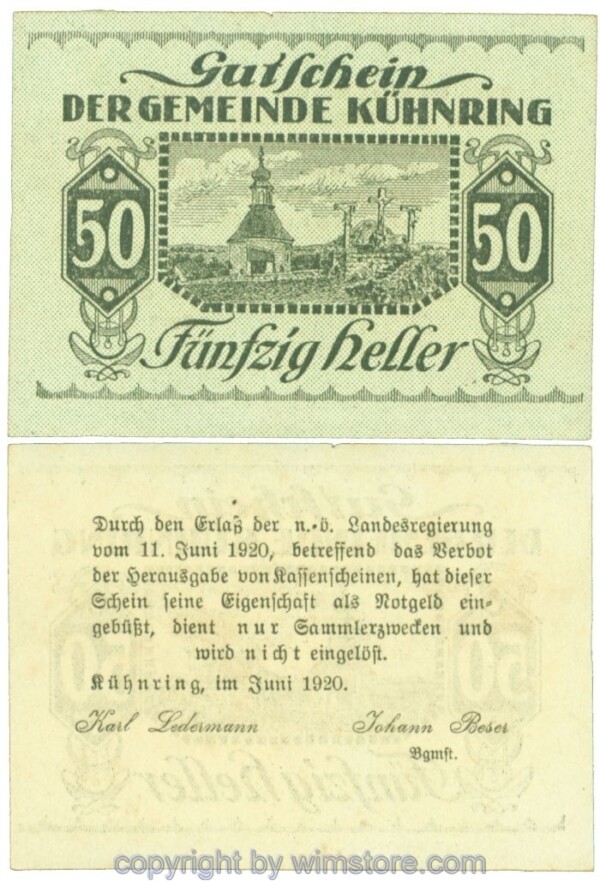 Gutschein
DER GEMEINDE KÜHNRING
50 50
Fünfzig Heller
Durch den Erlaß der n.-ö. Landesregierung
vom 11. Juni 1920, betreffend das Verbot
der Herausgabe von Kassenscheinen, hat dieser
Schein seine Eigenschaft als Notgeld ein-
gebüßt, dient nur Sammlerzwecken und
wird nicht eingelöst.
Kühnring, im Juni 1920.
Karl Ledermann Johann Beser
Bgmst.
copyright by wimstore.com